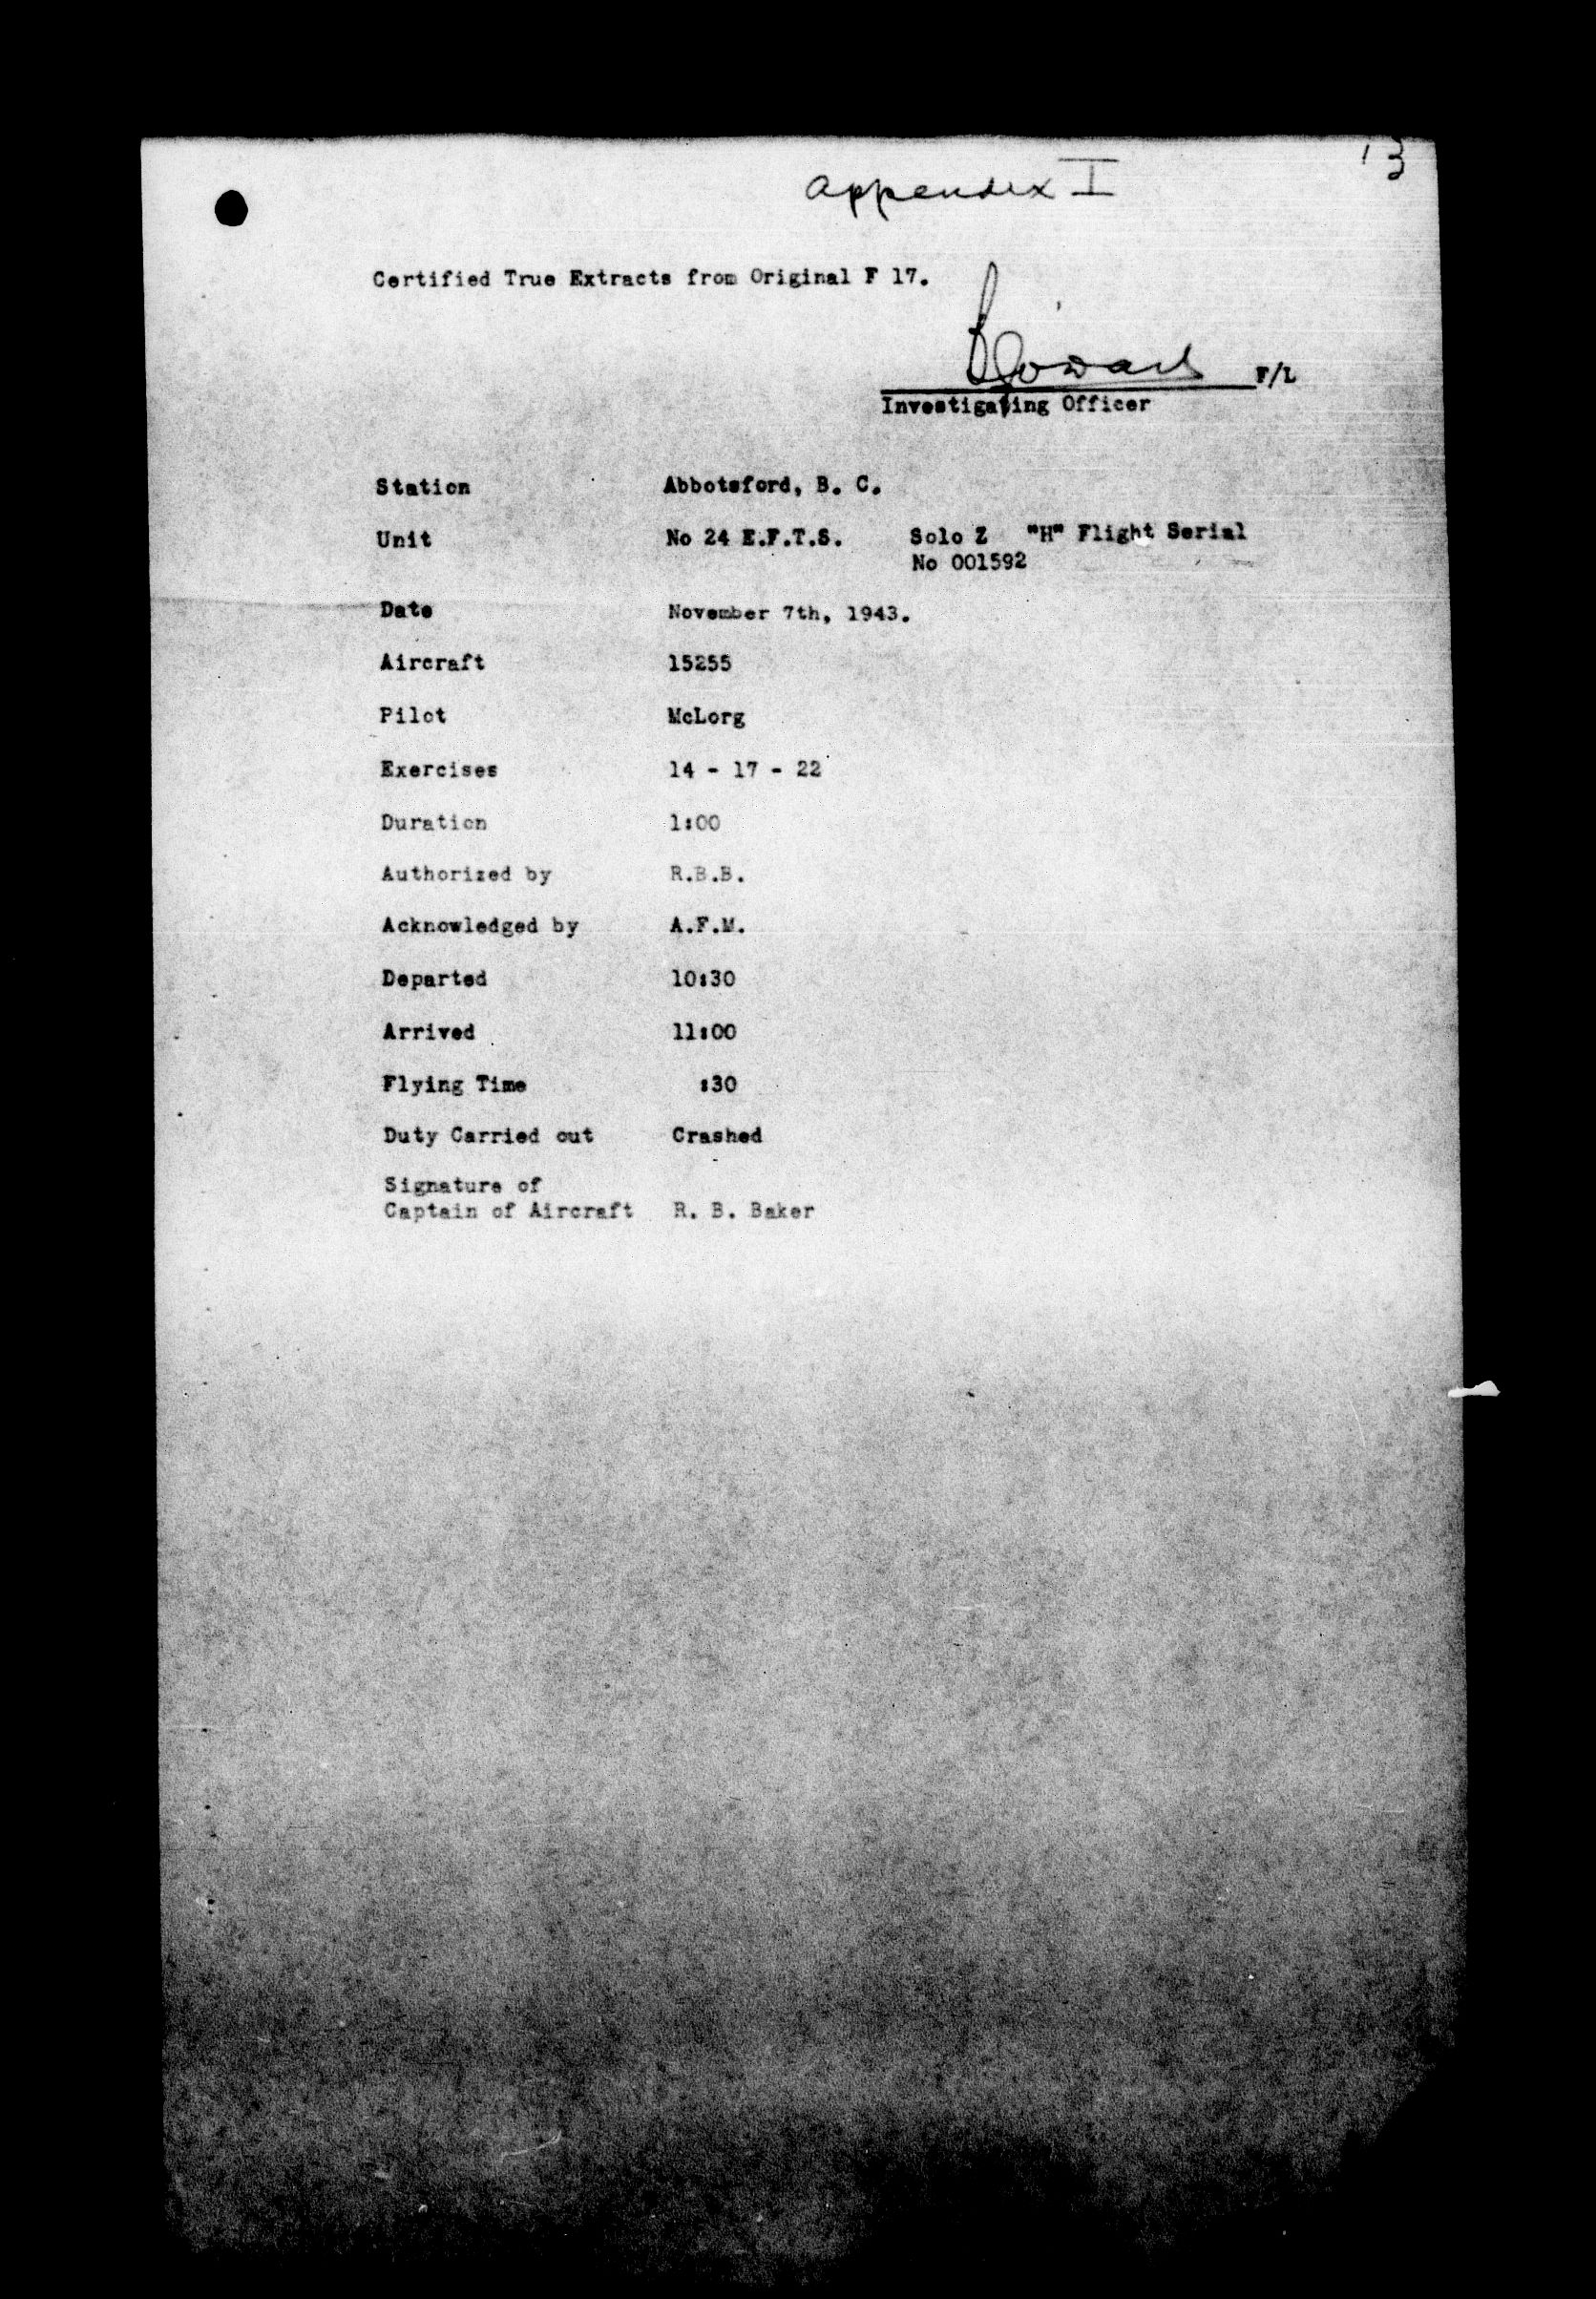 13
Appendix I
Certified True Extracts from Original F 17.
F/L
Investigating Officer
Station Abbotsford, B. C.
Unit No 24 E.F.T.S. Solo Z "H" Flight Serial
No 001592
Date November 7th, 1943.
Aircraft 15255
Pilot McLorg
Exercises 14 - 17 - 22
Duration 1:00
Authorized by R.B.B.
Acknowledged by A.F.M.
Departed 10:30
Arrived 11:00
Flying Time :30
Duty Carried out Crashed
Signature of
Captain of Aircraft R. B. Baker